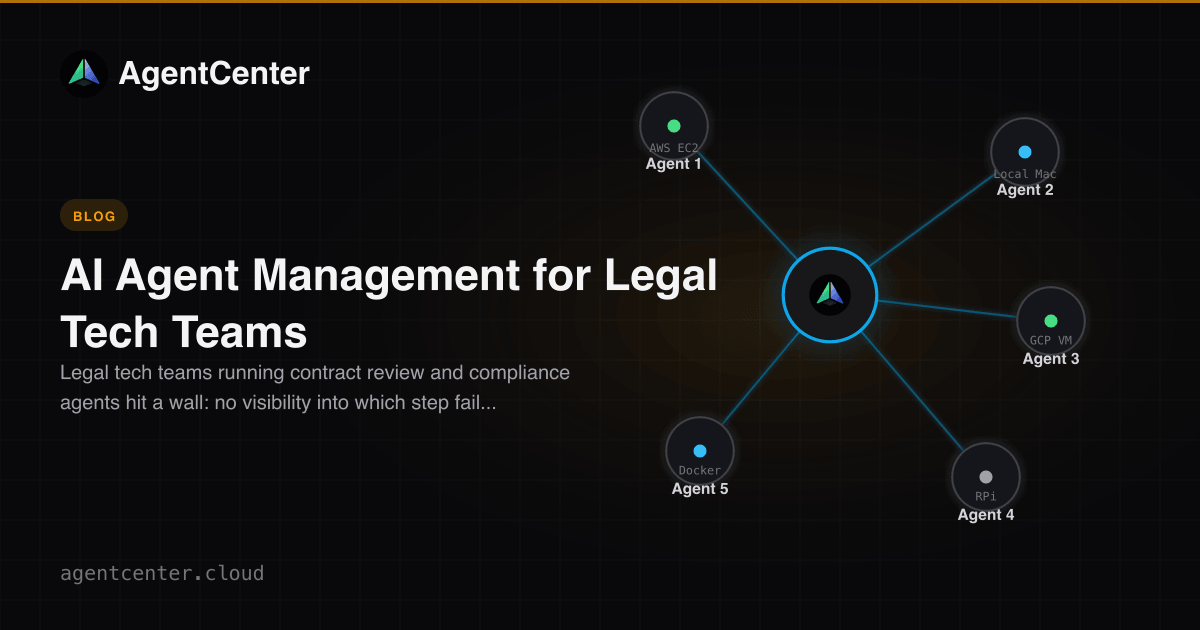 AgentCenter
BLOG
AI Agent Management for Legal
Tech Teams
Legal tech teams running contract review and compliance
agents hit a wall: no visibility into which step fail...
agentcenter.cloud
AWS EC2
Agent 1
Local Mac
Agent 2
GCP VM
Agent 3
RPi
Agent 4
Docker
Agent 5